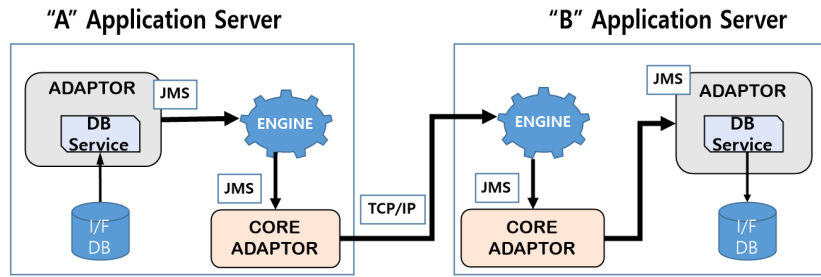 “A” Application Server
“B” Application Server
ADAPTOR
JMS
DB
Service
I/F
DB
ENGINE
JMS
CORE
ADAPTOR
TCP/IP
ENGINE
JMS
CORE
ADAPTOR
JMS
ADAPTOR
DB
Service
I/F
DB